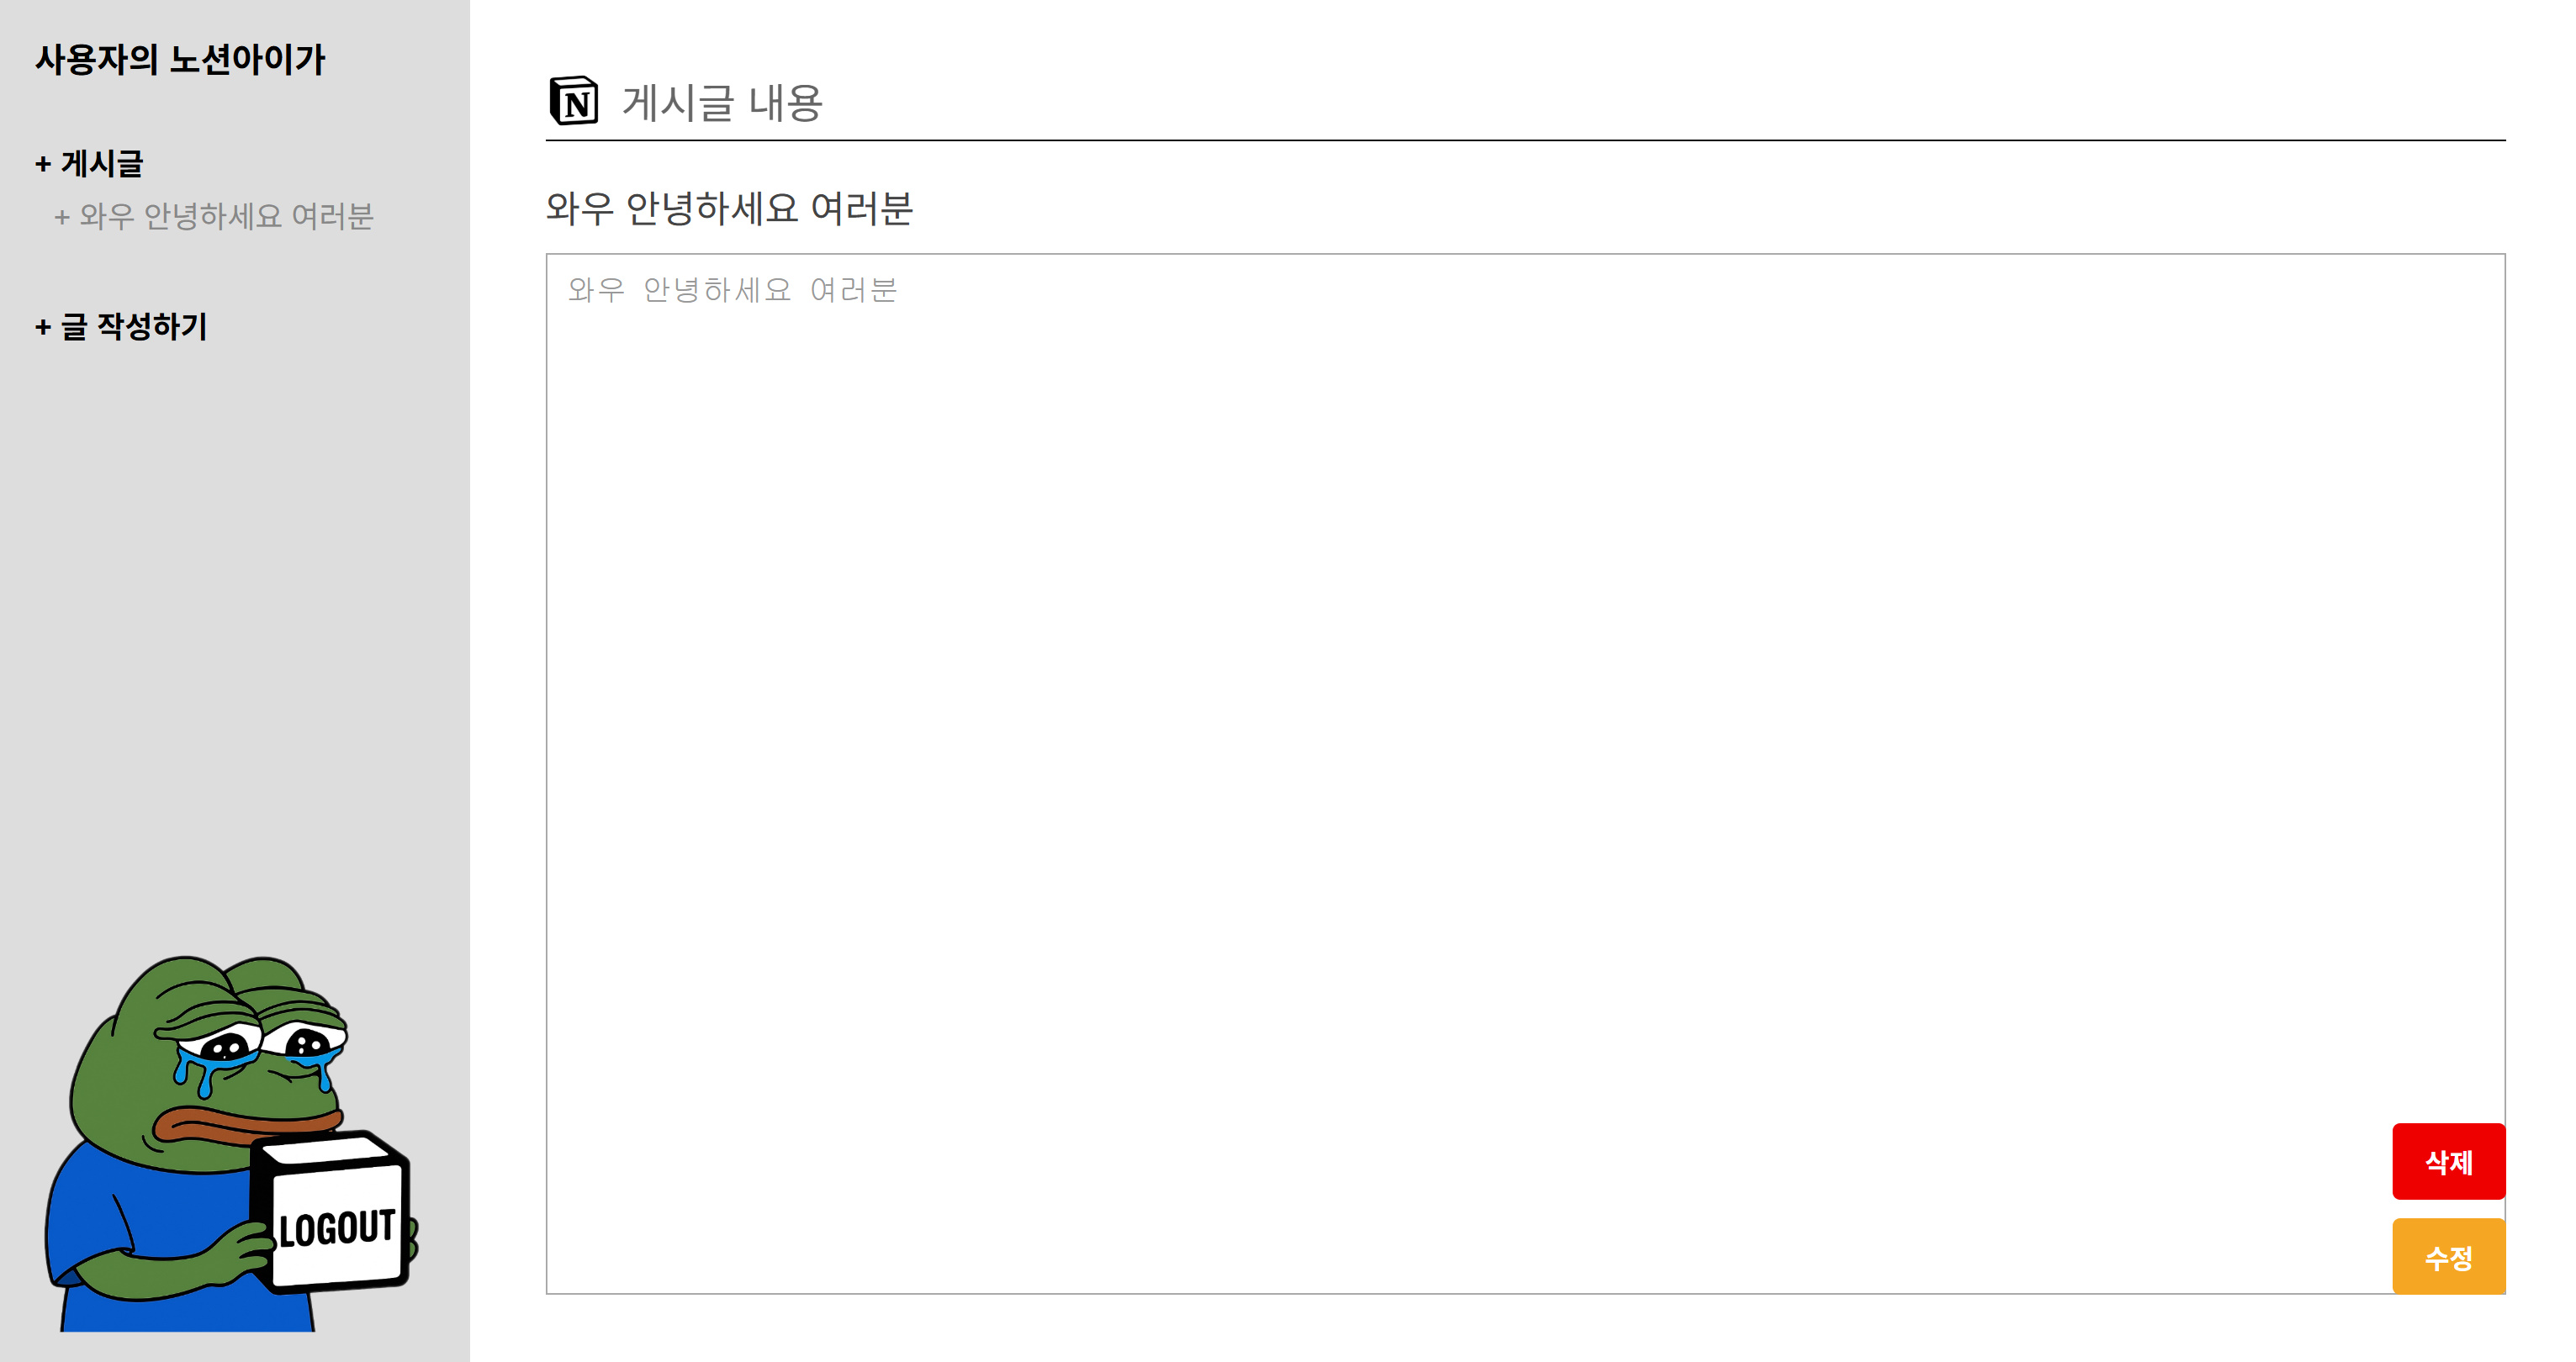 사용자의 노션아이가
+ 게시글
+ 와우 안녕하세요 여러분
+ 글 작성하기
LOGOUT
N 게시글 내용
와우 안녕하세요 여러분
와우 안녕하세요 여러분
삭제
수정